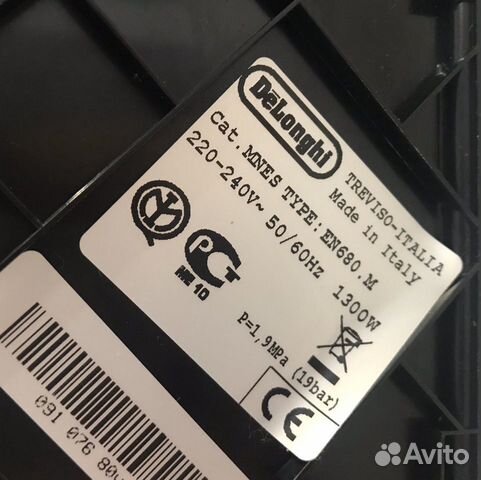 DeLonghi
TREVISO-ITALIA
Made in Italy
Cat. MNES TYPE: EN680.M
220-240V~ 50/60Hz 1300W
ME 10
P=1,9MPa (19bar)
CE
091 076 80
Avito